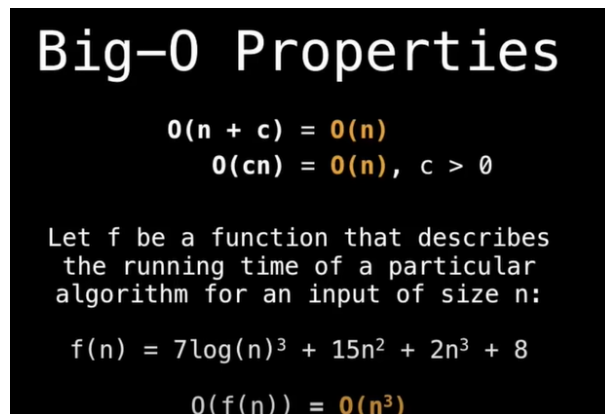 Big-O Properties
O(n + c) = O(n)
O(cn) = O(n), c > 0
Let f be a function that describes
the running time of a particular
algorithm for an input of size n:
f(n) = 7log(n)³ + 15n² + 2n³ + 8
O(f(n)) = O(n³)